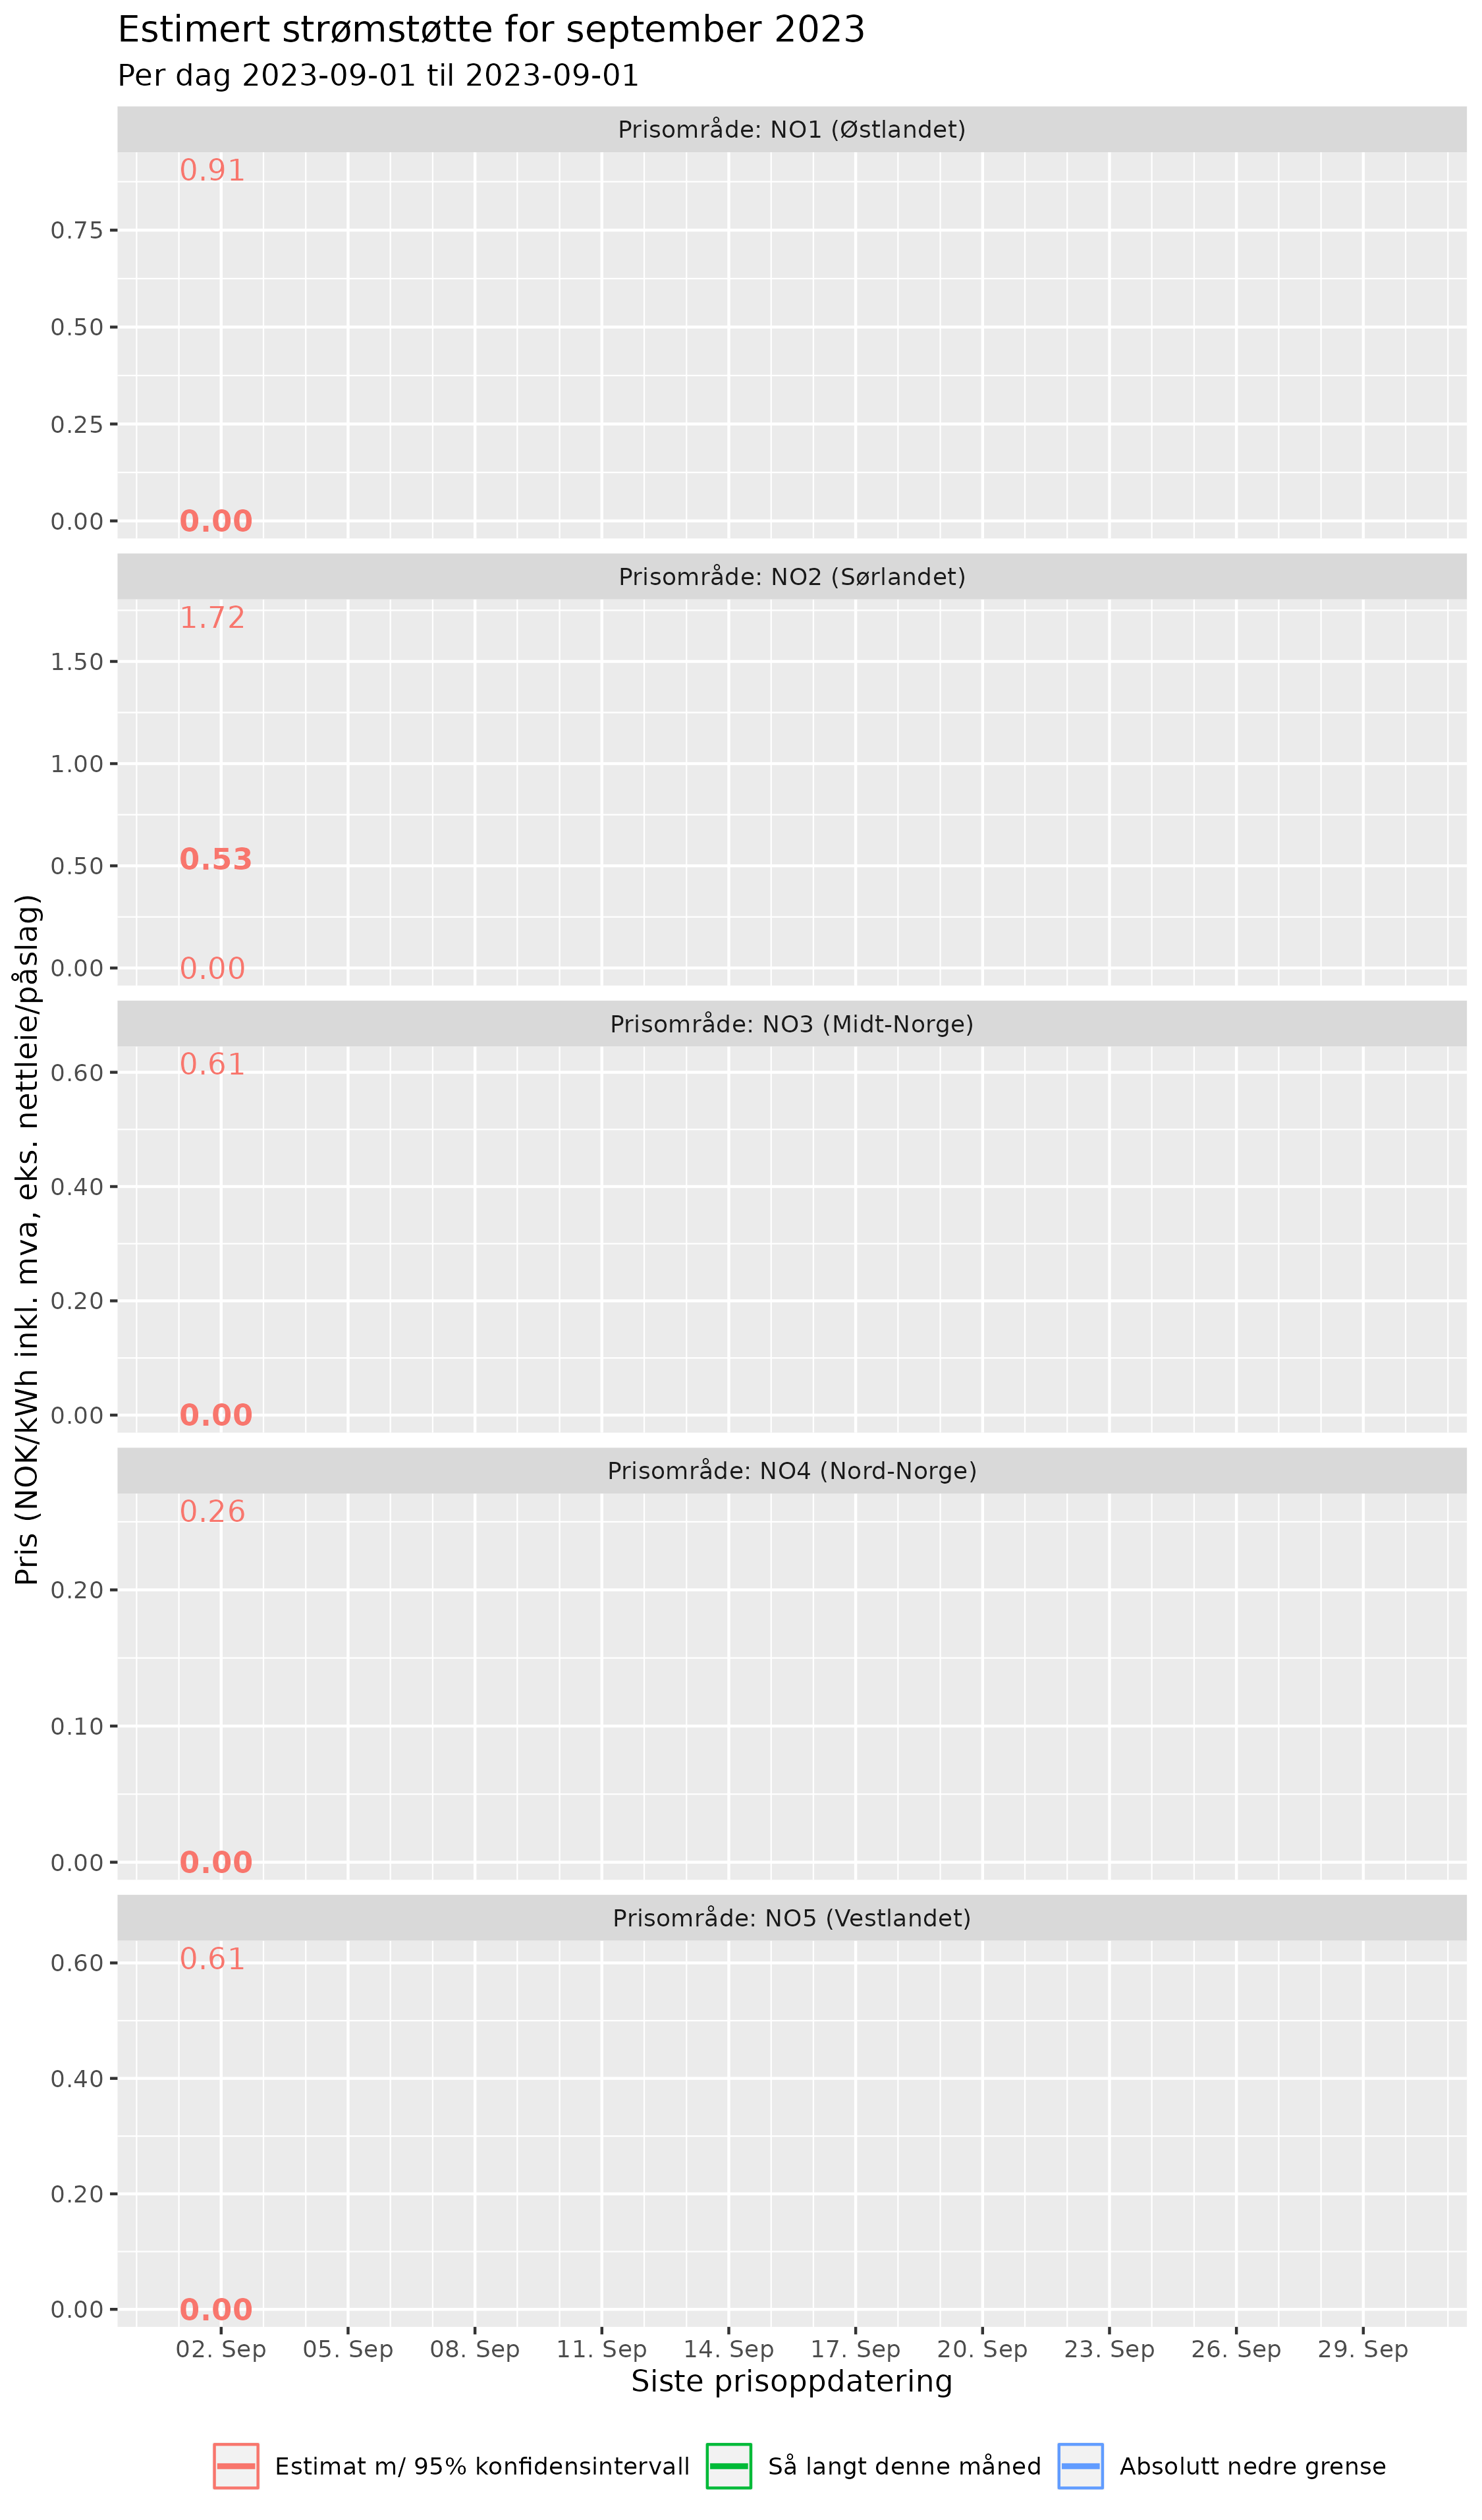 Estimert strømstøtte for september 2023
Per dag 2023-09-01 til 2023-09-01
Pris (NOK/kWh inkl. mva, eks. nettleie/påslag)
Prisområde: NO1 (Østlandet)
0.91
0.75
0.50
0.25
0.00
0.00
Prisområde: NO2 (Sørlandet)
1.72
1.50
1.00
0.50
0.53
0.00
0.00
Prisområde: NO3 (Midt-Norge)
0.60
0.61
0.40
0.20
0.00
0.00
Prisområde: NO4 (Nord-Norge)
0.26
0.20
0.10
0.00
0.00
Prisområde: NO5 (Vestlandet)
0.60
0.61
0.40
0.20
0.00
0.00
02. Sep 05. Sep 08. Sep 11. Sep 14. Sep 17. Sep 20. Sep 23. Sep 26. Sep 29. Sep
Siste prisoppdatering
Estimat m/ 95% konfidensintervall Så langt denne måned Absolutt nedre grense